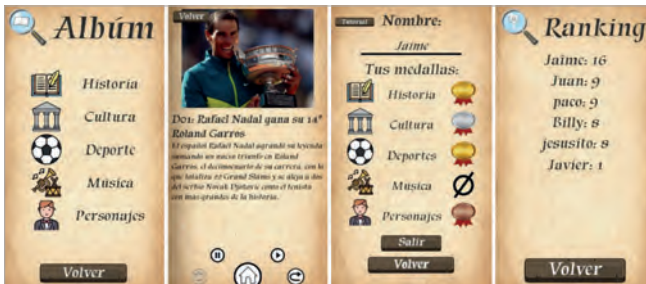 Albúm
Historia
Cultura
Deporte
Música
Personajes
Volver
Volver
D01: Rafael Nadal gana su 14º
Roland Garros
El español Rafael Nadal agrandó su leyenda
sumando un nuevo triunfo en Roland
Garros, el decimocuarto de su carrera, con lo
que totaliza 22 Grand Slams y se aleja a dos
del serbio Novak Djokovic como el tenista
con más grandes de la historia.
Tutorial
Nombre:
Jaime
Tus medallas:
Historia
Cultura
Deportes
Música
Personajes
Salir
Volver
Ranking
Jaime: 16
Juan: 9
paco: 9
Billy: 8
jesusito: 8
Javier: 1
Volver